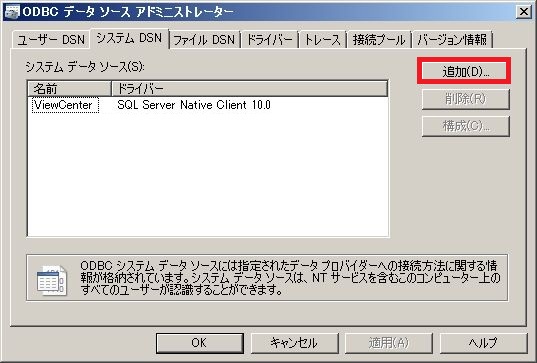 ODBC データ ソース アドミニストレーター
ユーザー DSN システム DSN ファイル DSN ドライバー トレース 接続プール バージョン情報
システム データ ソース(S):
追加(D)...
名前 ドライバー
ViewCenter SQL Server Native Client 10.0
削除(R)
構成(C)...
ODBC システム データ ソースには指定されたデータ プロバイダーへの接続方法に関する情
報が格納されています。システム データ ソースは、NT サービスを含むこのコンピューター上の
すべてのユーザーが認識することができます。
OK キャンセル 適用(A) ヘルプ